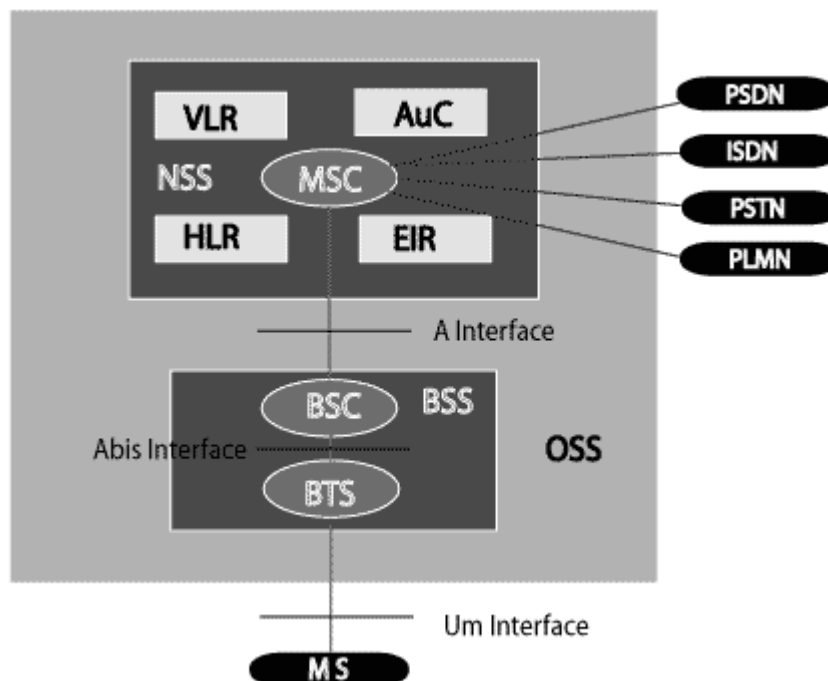 PSDN
VLR
AuC
ISDN
NSS
MSC
PSTN
HLR
EIR
PLMN
A Interface
BSC
BSS
Abis Interface
OSS
BTS
Um Interface
MS